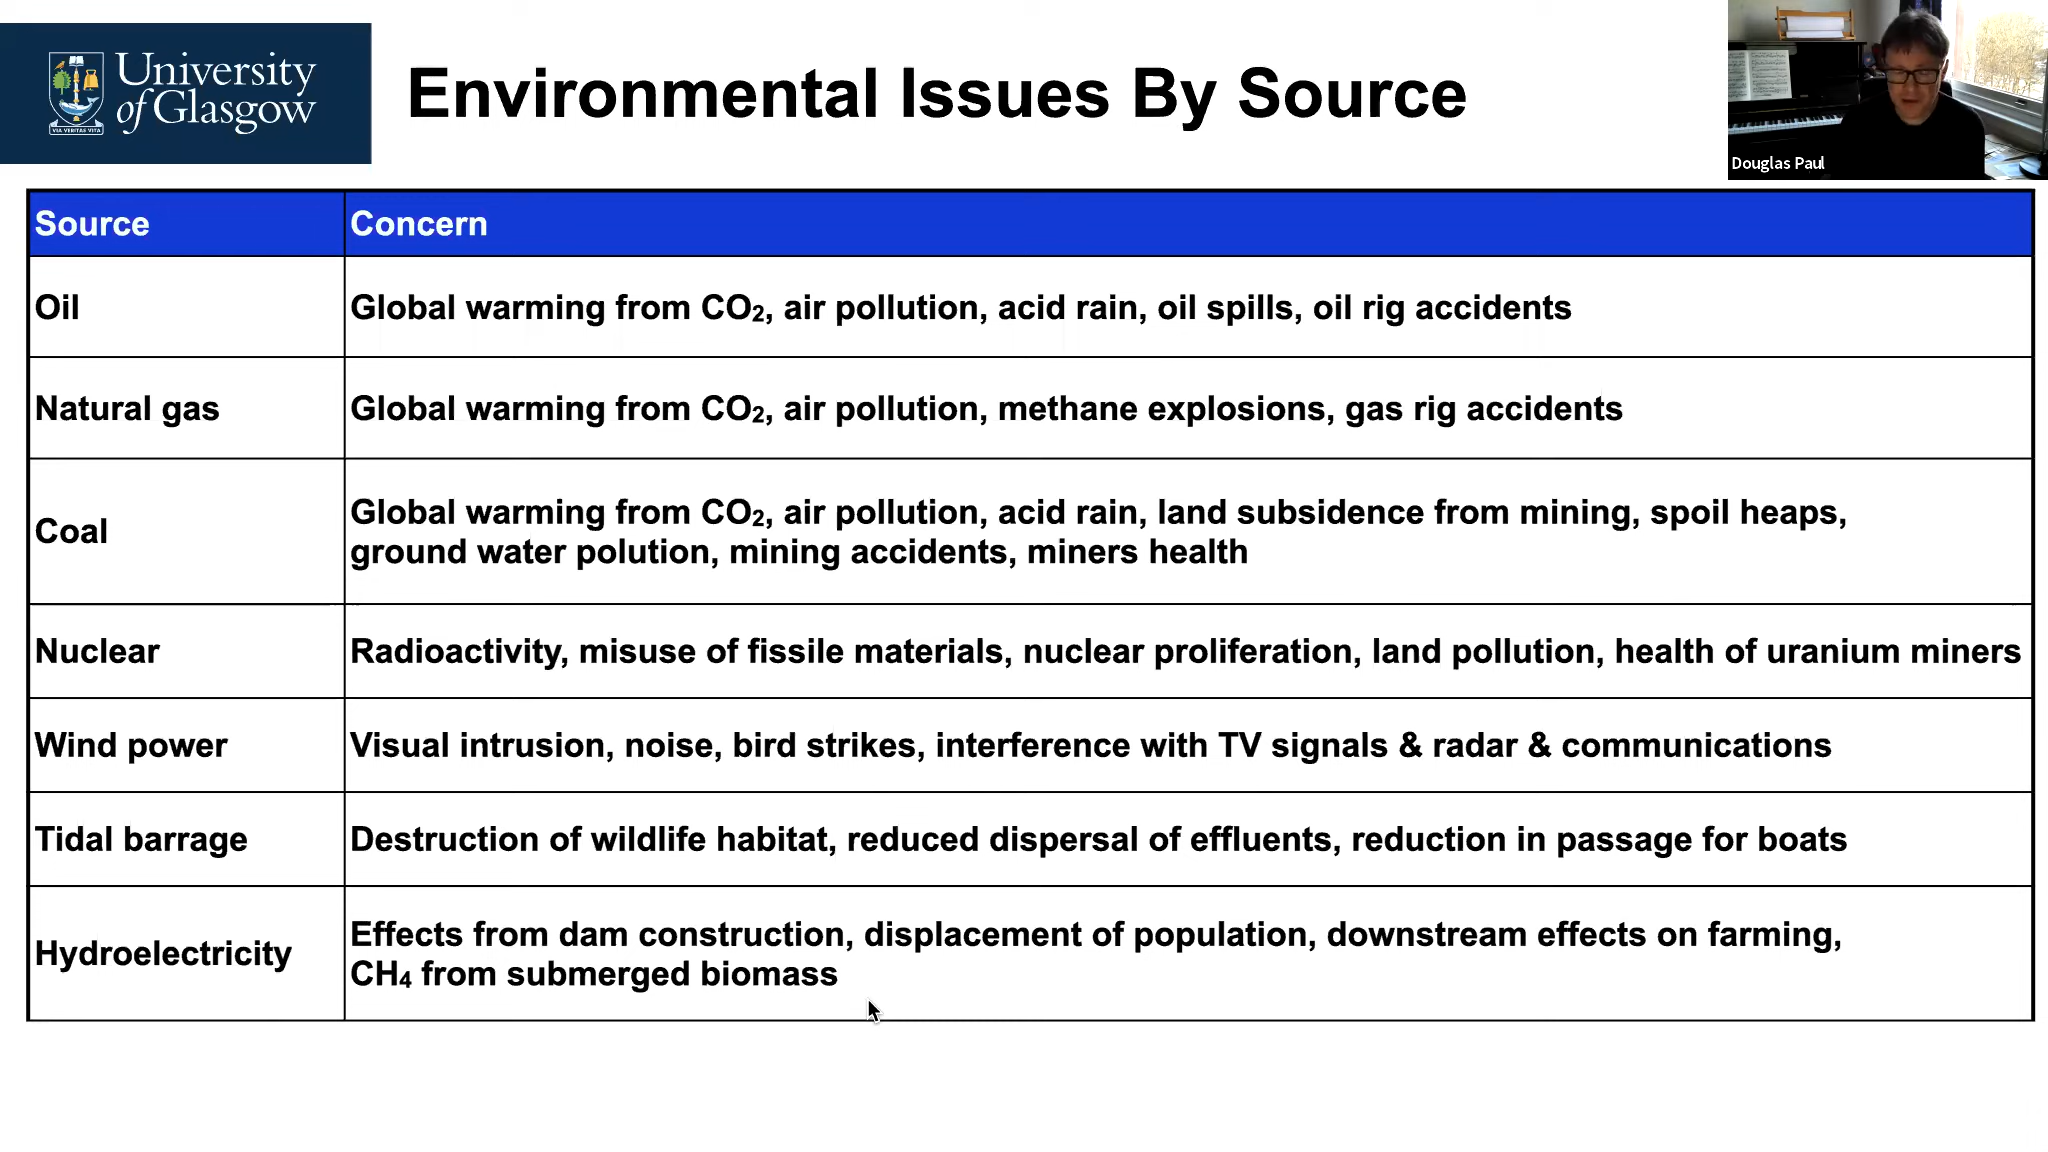 University
of Glasgow
VIA VERITAS VITA
Environmental Issues By Source
Douglas Paul
Source Concern
Oil Global warming from CO₂, air pollution, acid rain, oil spills, oil rig accidents
Natural gas Global warming from CO₂, air pollution, methane explosions, gas rig accidents
Coal Global warming from CO₂, air pollution, acid rain, land subsidence from mining, spoil heaps,
ground water polution, mining accidents, miners health
Nuclear Radioactivity, misuse of fissile materials, nuclear proliferation, land pollution, health of uranium miners
Wind power Visual intrusion, noise, bird strikes, interference with TV signals & radar & communications
Tidal barrage Destruction of wildlife habitat, reduced dispersal of effluents, reduction in passage for boats
Hydroelectricity Effects from dam construction, displacement of population, downstream effects on farming,
CH₄ from submerged biomass